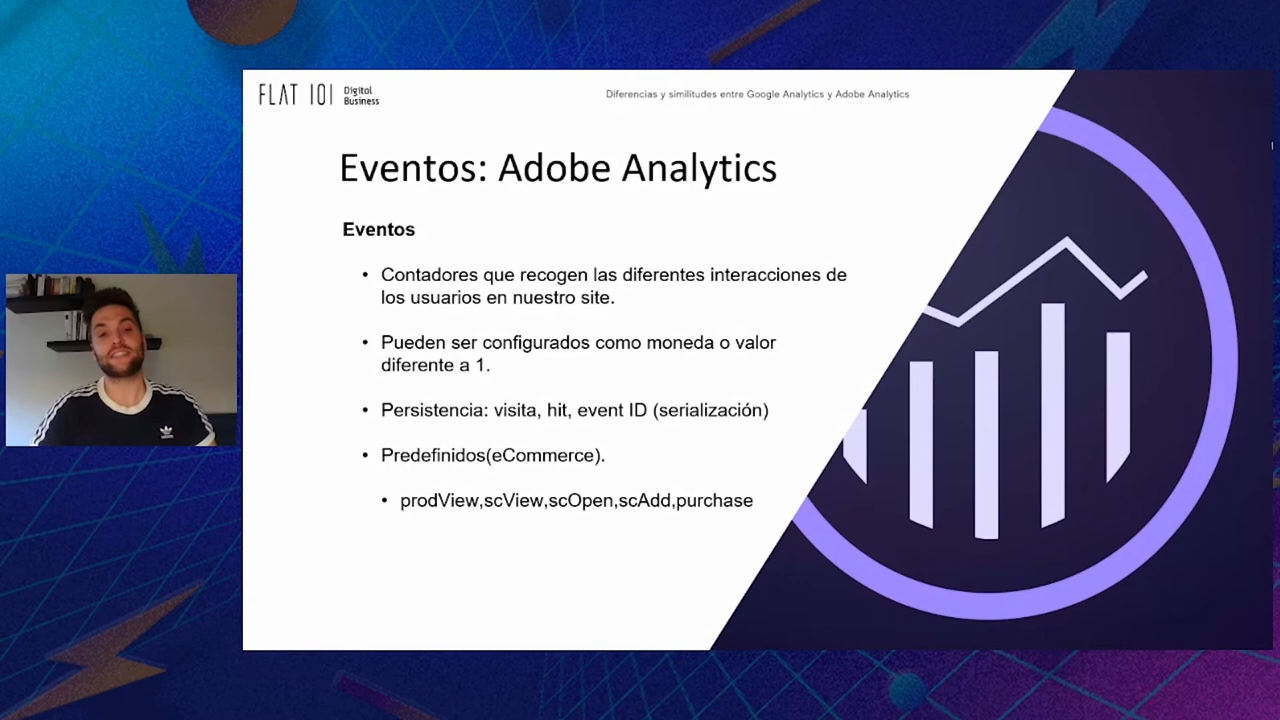 FLAT 101 Digital
Business
Diferencias y similitudes entre Google Analytics y Adobe Analytics
Eventos: Adobe Analytics
Eventos
• Contadores que recogen las diferentes interacciones de
los usuarios en nuestro site.
• Pueden ser configurados como moneda o valor
diferente a 1.
• Persistencia: visita, hit, event ID (serialización)
• Predefinidos(eCommerce).
• prodView,scView,scOpen,scAdd,purchase